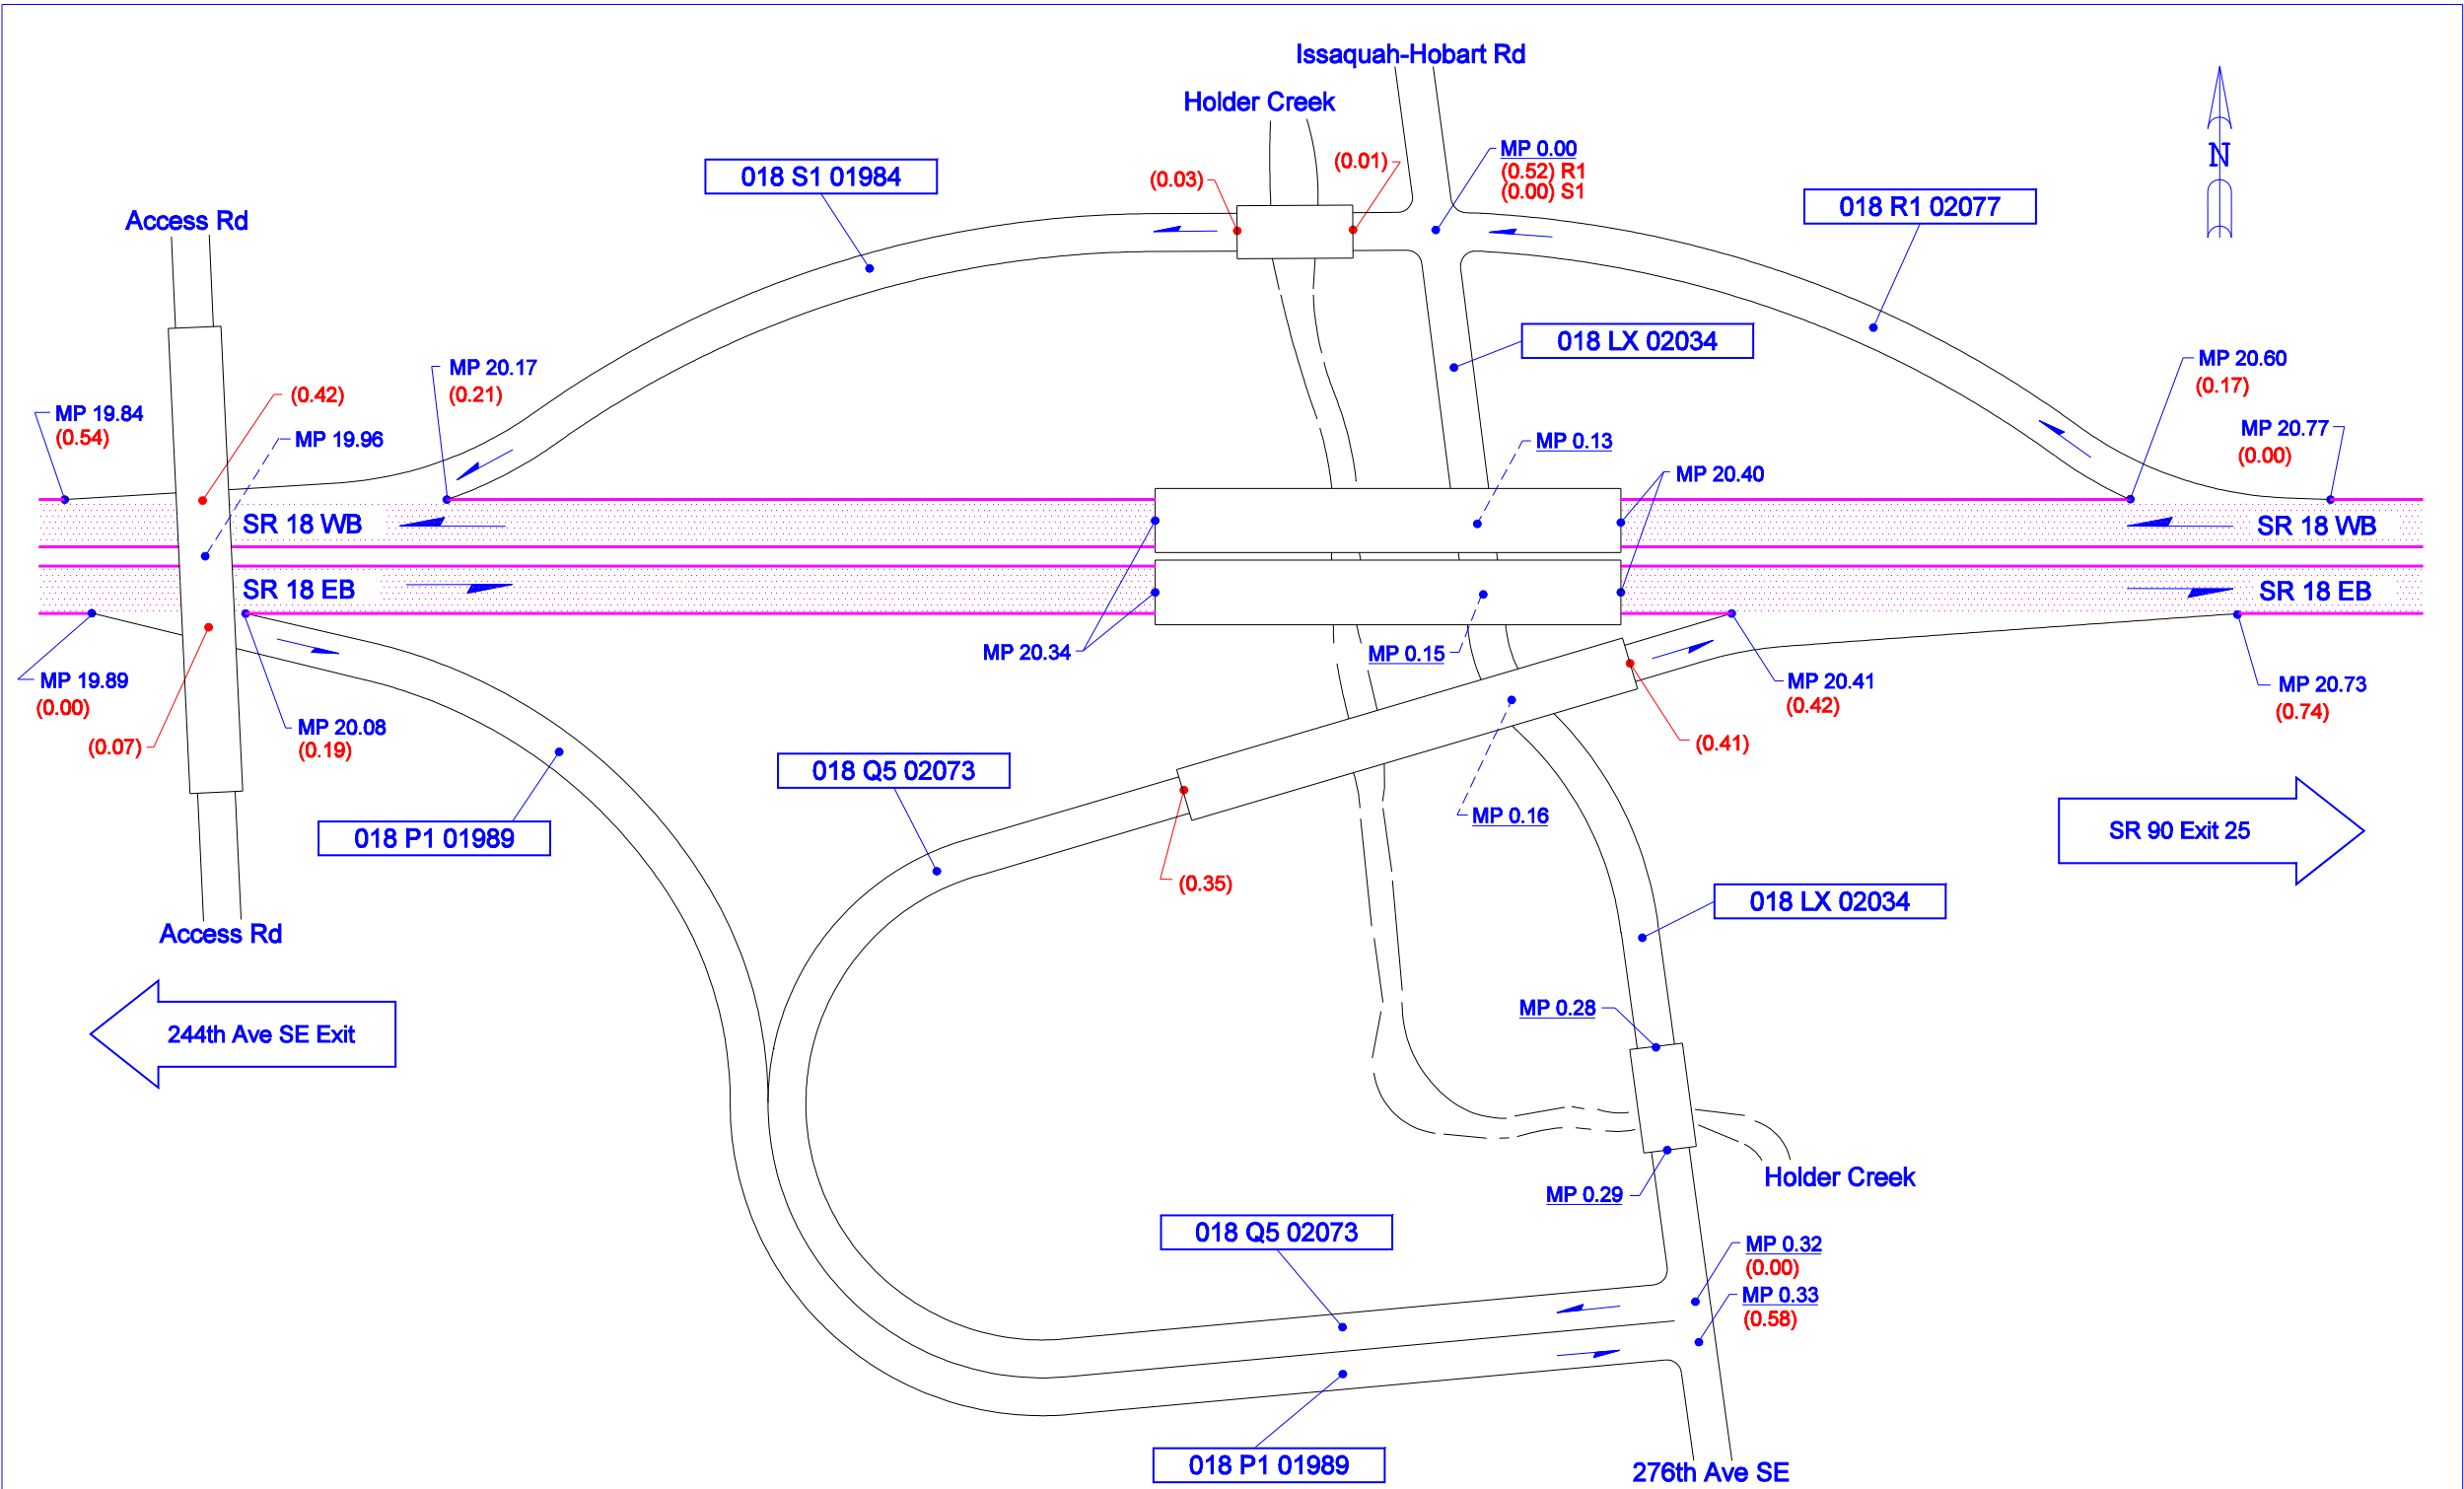 Issaquah-Hobart Rd
Holder Creek
MP 0.00
(0.52) R1
(0.00) S1
(0.01)
(0.03)
018 S1 01984
N
018 R1 02077
Access Rd
018 LX 02034
MP 20.17
(0.21)
MP 20.60
(0.17)
(0.42)
MP 19.84
(0.54)
MP 19.96
MP 20.77
(0.00)
MP 0.13
MP 20.40
SR 18 WB
SR 18 WB
SR 18 EB
SR 18 EB
MP 20.34
MP 0.15
MP 19.89
(0.00)
MP 20.41
(0.42)
MP 20.73
(0.74)
MP 20.08
(0.19)
(0.07)
(0.41)
018 Q5 02073
MP 0.16
018 P1 01989
SR 90 Exit 25
(0.35)
018 LX 02034
Access Rd
MP 0.28
244th Ave SE Exit
Holder Creek
MP 0.29
018 Q5 02073
MP 0.32
(0.00)
MP 0.33
(0.58)
018 P1 01989
276th Ave SE